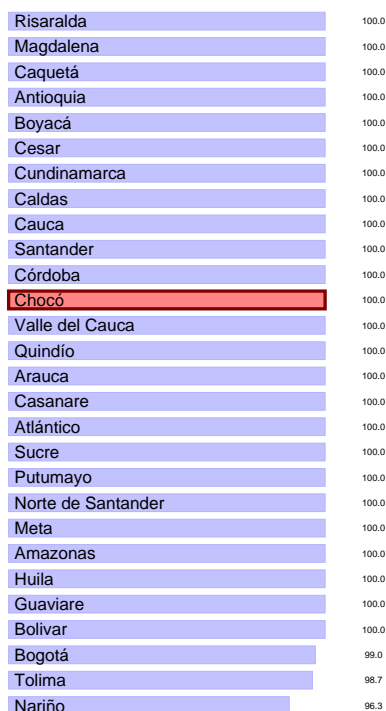 Risaralda 100.0
Magdalena 100.0
Caquetá 100.0
Antioquia 100.0
Boyacá 100.0
Cesar 100.0
Cundinamarca 100.0
Caldas 100.0
Cauca 100.0
Santander 100.0
Córdoba 100.0
Chocó 100.0
Valle del Cauca 100.0
Quindío 100.0
Arauca 100.0
Casanare 100.0
Atlántico 100.0
Sucre 100.0
Putumayo 100.0
Norte de Santander 100.0
Meta 100.0
Amazonas 100.0
Huila 100.0
Guaviare 100.0
Bolivar 100.0
Bogotá 99.0
Tolima 98.7
Nariño 96.3